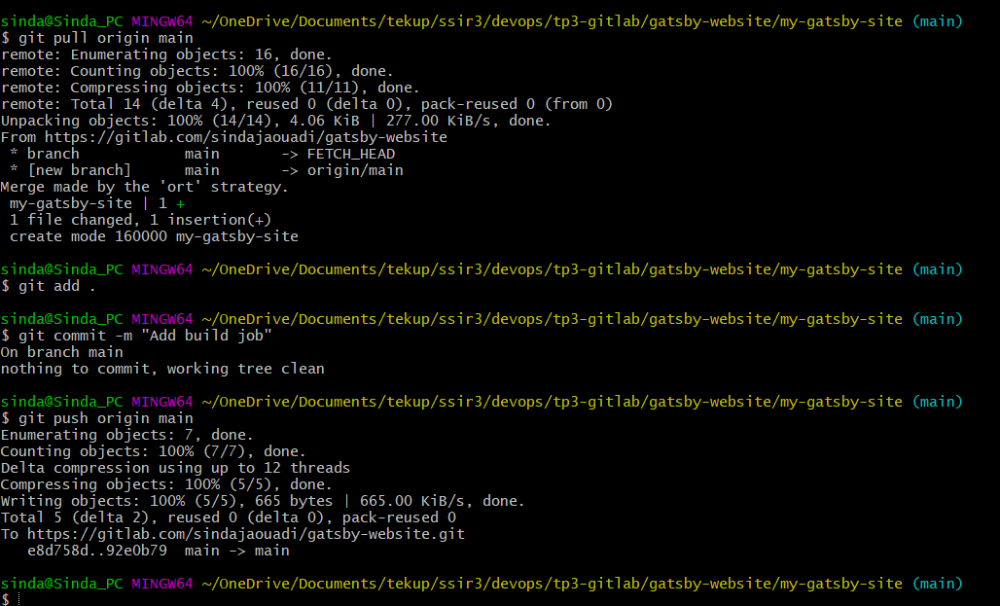 sinda@Sinda_PC MINGW64 ~/OneDrive/Documents/tekup/ssir3/devops/tp3-gitlab/gatsby-website/my-gatsby-site (main)
$ git pull origin main
remote: Enumerating objects: 16, done.
remote: Counting objects: 100% (16/16), done.
remote: Compressing objects: 100% (11/11), done.
remote: Total 14 (delta 4), reused 0 (delta 0), pack-reused 0 (from 0)
Unpacking objects: 100% (14/14), 4.06 KiB | 277.00 KiB/s, done.
From https://gitlab.com/sindajaouadi/gatsby-website
 * branch            main       -> FETCH_HEAD
 * [new branch]      main       -> origin/main
Merge made by the 'ort' strategy.
 my-gatsby-site | 1 +
 1 file changed, 1 insertion(+)
 create mode 160000 my-gatsby-site
sinda@Sinda_PC MINGW64 ~/OneDrive/Documents/tekup/ssir3/devops/tp3-gitlab/gatsby-website/my-gatsby-site (main)
$ git add .
sinda@Sinda_PC MINGW64 ~/OneDrive/Documents/tekup/ssir3/devops/tp3-gitlab/gatsby-website/my-gatsby-site (main)
$ git commit -m "Add build job"
On branch main
nothing to commit, working tree clean
sinda@Sinda_PC MINGW64 ~/OneDrive/Documents/tekup/ssir3/devops/tp3-gitlab/gatsby-website/my-gatsby-site (main)
$ git push origin main
Enumerating objects: 7, done.
Counting objects: 100% (7/7), done.
Delta compression using up to 12 threads
Compressing objects: 100% (5/5), done.
Writing objects: 100% (5/5), 665 bytes | 665.00 KiB/s, done.
Total 5 (delta 2), reused 0 (delta 0), pack-reused 0
To https://gitlab.com/sindajaouadi/gatsby-website.git
   e8d758d..92e0b79  main -> main
sinda@Sinda_PC MINGW64 ~/OneDrive/Documents/tekup/ssir3/devops/tp3-gitlab/gatsby-website/my-gatsby-site (main)
$